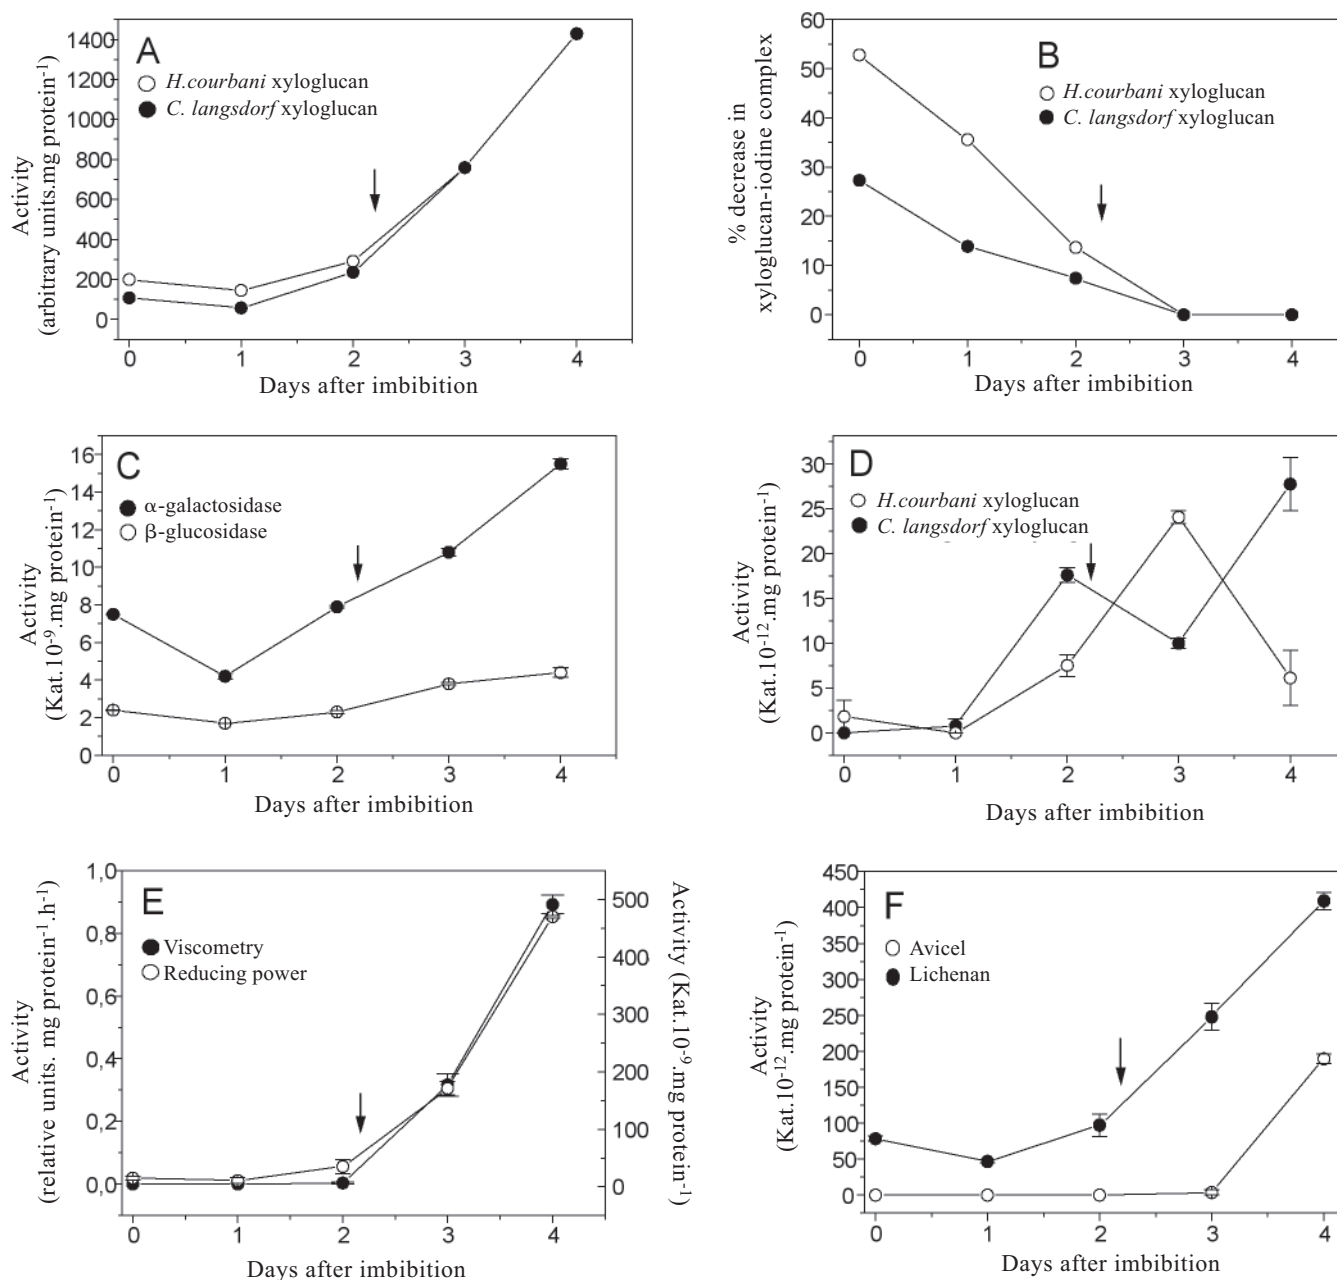 A
H.courbani xyloglucan
C. langsdorf xyloglucan
Activity
(arbitrary units.mg protein⁻¹)
1400
1200
1000
800
600
400
200
0
0 1 2 3 4
Days after imbibition
B
H.courbani xyloglucan
C. langsdorf xyloglucan
% decrease in
xyloglucan-iodine complex
60
50
40
30
20
10
0
0 1 2 3 4
Days after imbibition
C
α-galactosidase
β-glucosidase
Activity
(Kat.10⁻⁹.mg protein⁻¹)
16
14
12
10
8
6
4
2
0
0 1 2 3 4
Days after imbibition
D
H.courbani xyloglucan
C. langsdorf xyloglucan
Activity
(Kat.10⁻¹².mg protein⁻¹)
30
25
20
15
10
5
0
0 1 2 3 4
Days after imbibition
E
Viscometry
Reducing power
Activity
(relative units. mg protein⁻¹.h⁻¹)
1,0
0,8
0,6
0,4
0,2
0,0
Activity (Kat.10⁻⁹.mg protein⁻¹)
500
400
300
200
100
0
0 1 2 3 4
Days after imbibition
F
Avicel
Lichenan
Activity
(Kat.10⁻¹².mg protein⁻¹)
450
400
350
300
250
200
150
100
50
0
0 1 2 3 4
Days after imbibition